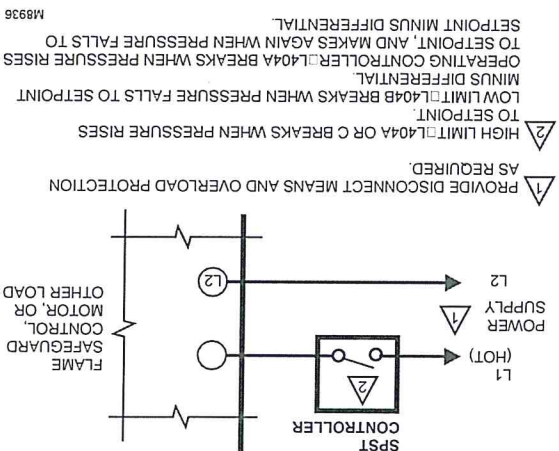 SPST
CONTROLLER
L1
(HOT)
2
POWER
SUPPLY
1
L2
L2
FLAME
SAFEGUARD
CONTROL,
MOTOR, OR
OTHER LOAD
1 PROVIDE DISCONNECT MEANS AND OVERLOAD PROTECTION
AS REQUIRED.
2 HIGH LIMIT□L404A OR C BREAKS WHEN PRESSURE RISES
TO SETPOINT.
LOW LIMIT□L404B BREAKS WHEN PRESSURE FALLS TO SETPOINT
MINUS DIFFERENTIAL.
OPERATING CONTROLLER□L404A BREAKS WHEN PRESSURE RISES
TO SETPOINT, AND MAKES AGAIN WHEN PRESSURE FALLS TO
SETPOINT MINUS DIFFERENTIAL.
M8936